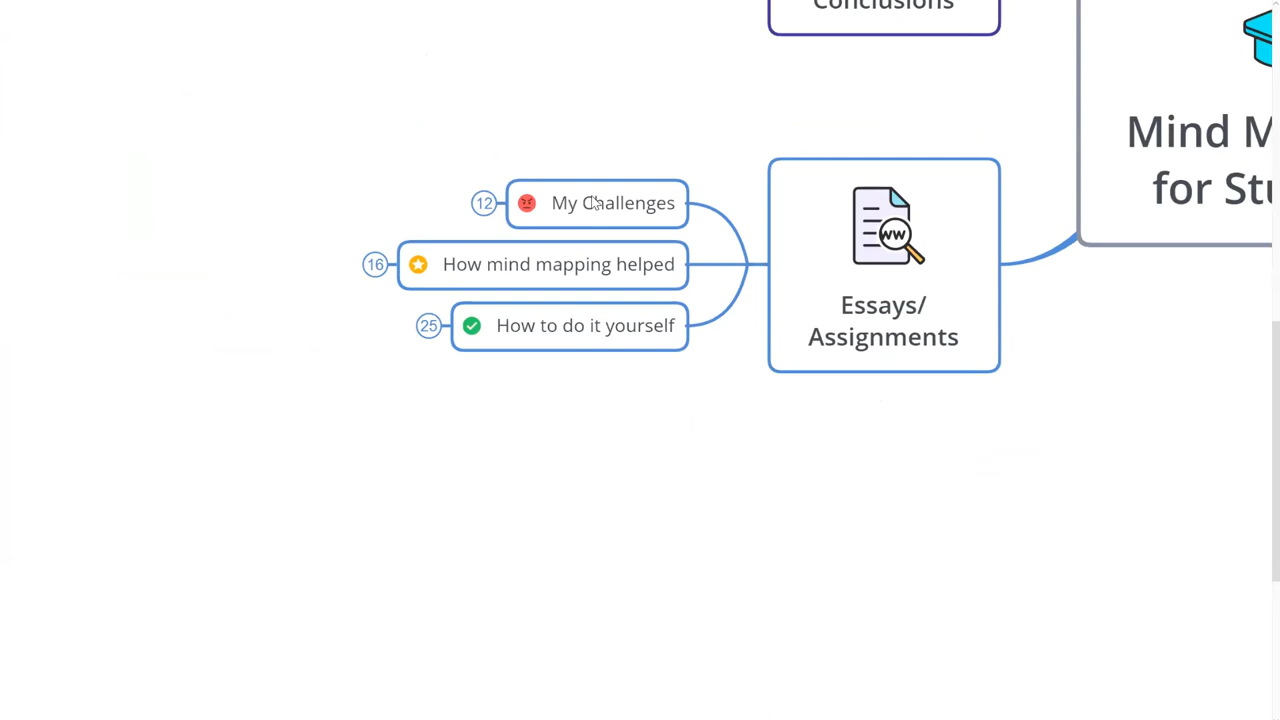 Conclusions
Mind M
for Stu
12 My Challenges
16 How mind mapping helped
25 How to do it yourself
WW
Essays/
Assignments